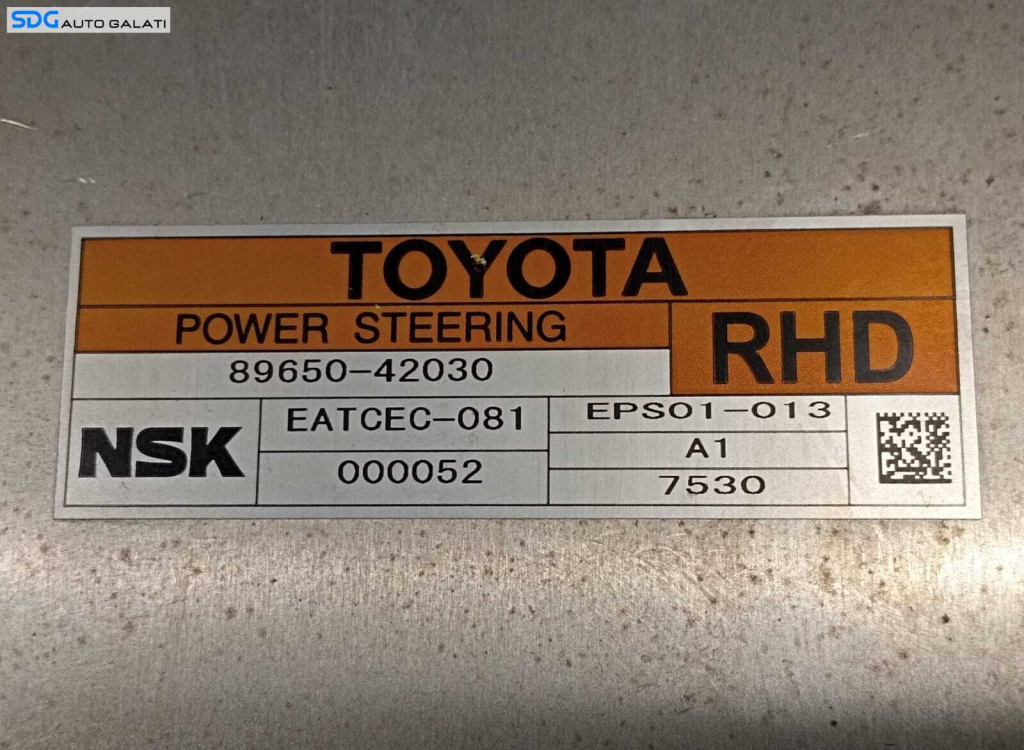 SDG AUTO GALATI
TOYOTA
POWER STEERING
RHD
89650-42030
NSK
EATCEC-081
000052
EPS01-013
A1
7530